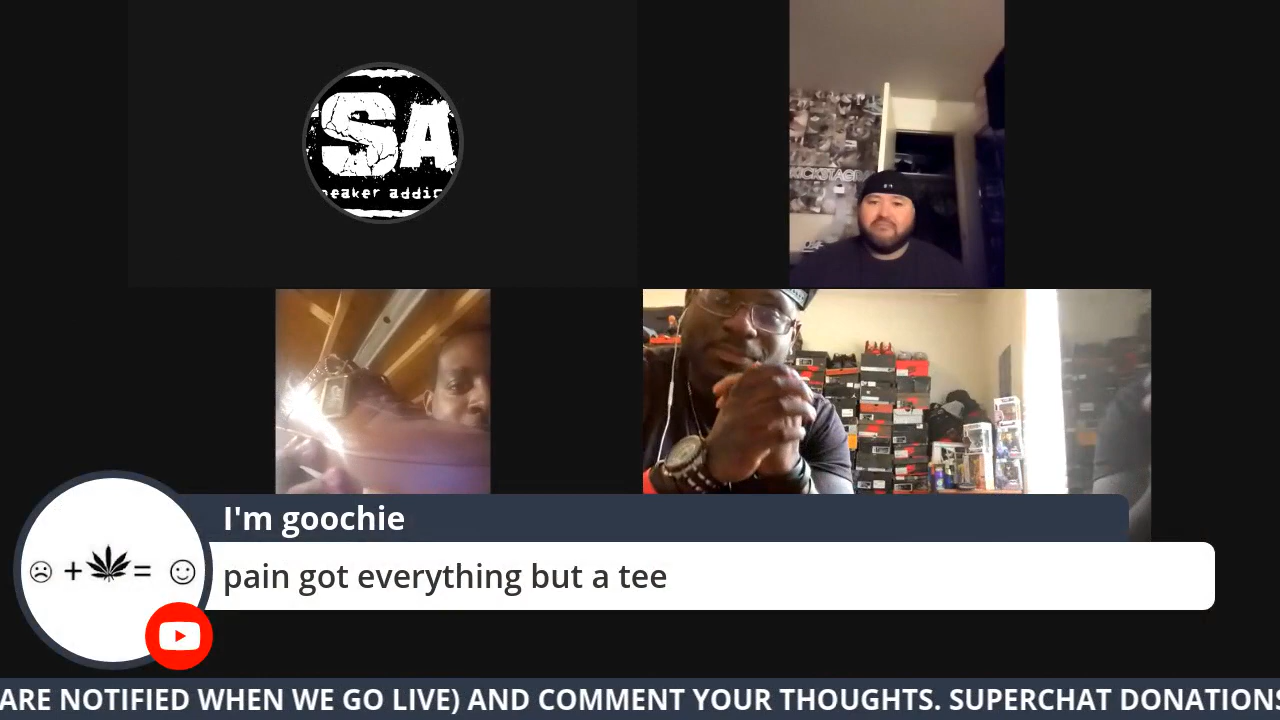 SA
neaker addic
KICKSTAGRA
I'm goochie
pain got everything but a tee
ARE NOTIFIED WHEN WE GO LIVE) AND COMMENT YOUR THOUGHTS. SUPERCHAT DONATIONS